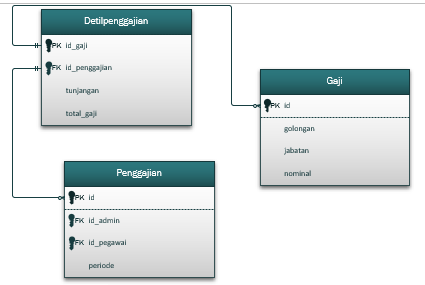 Detilpenggajian
PK id_gaji
FK id_penggajian
tunjangan
total_gaji
Gaji
PK id
golongan
jabatan
nominal
Penggajian
PK id
FK id_admin
FK id_pegawai
periode